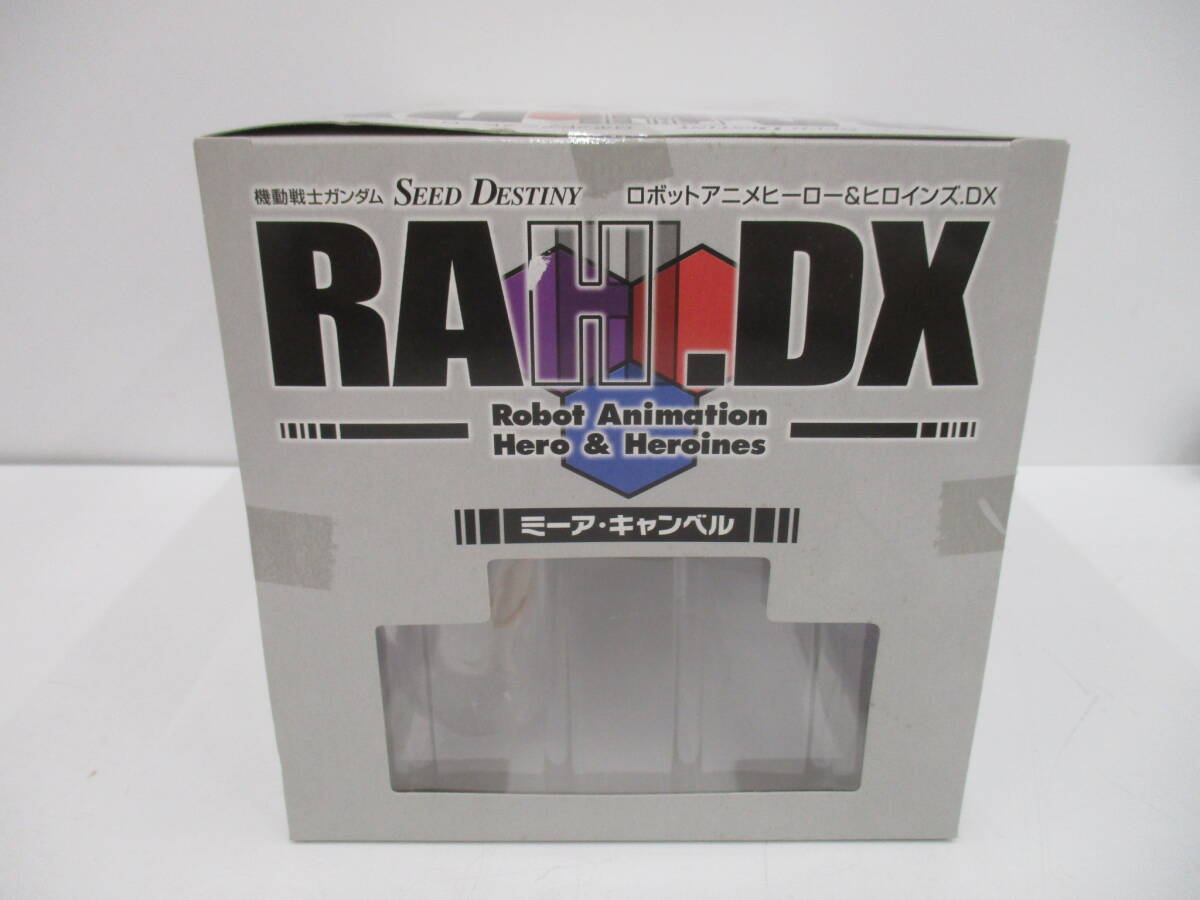 機動戦士ガンダム SEED DESTINY ロボットアニメヒーロー&ヒロインズ.DX
RAH.DX
Robot Animation
Hero & Heroines
ミーア・キャンベル